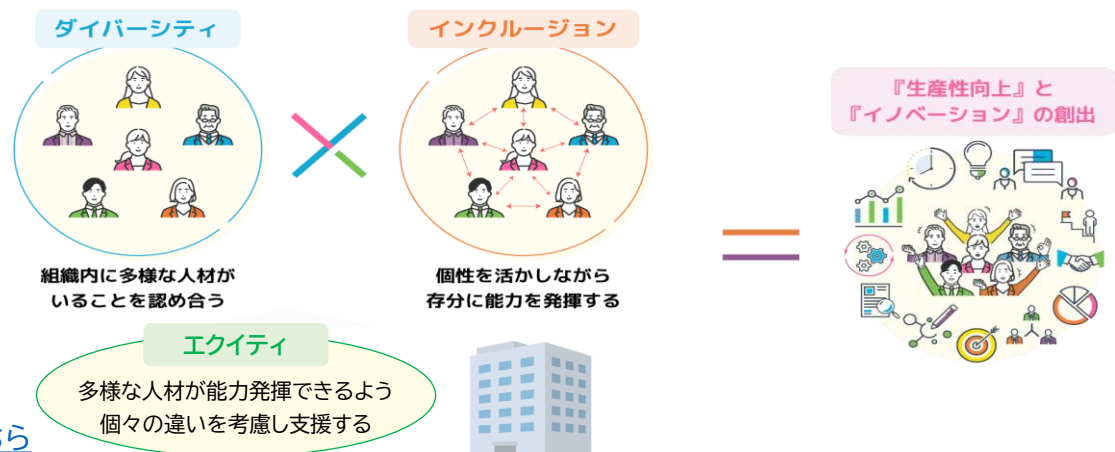 ダイバーシティ
インクルージョン
『生産性向上』と
『イノベーション』の創出
組織内に多様な人材が
いることを認め合う
個性を活かしながら
存分に能力を発揮する
エクイティ
多様な人材が能力発揮できるよう
個々の違いを考慮し支援する
ら